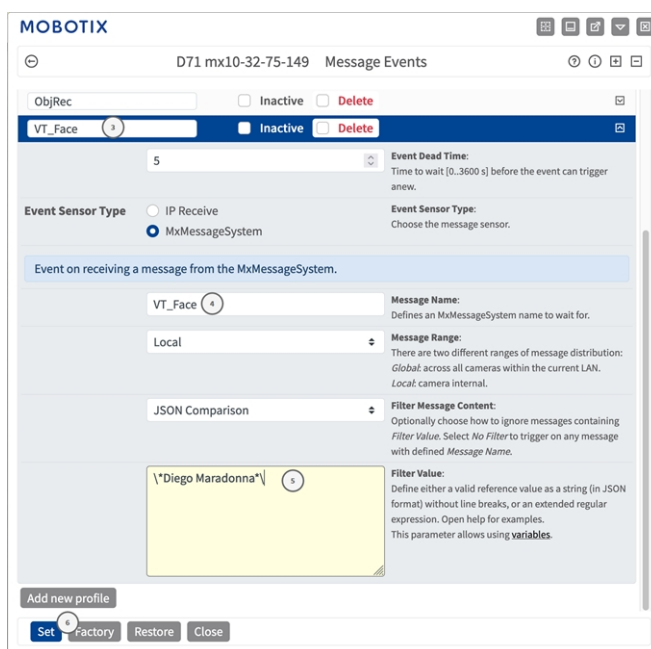 MOBOTIX
D71 mx10-32-75-149 Message Events
ObjRec Inactive Delete
VT_Face 3 Inactive Delete
5
Event Dead Time:
Time to wait [0..3600 s] before the event can trigger
anew.
Event Sensor Type
IP Receive
MxMessageSystem
Event Sensor Type:
Choose the message sensor.
Event on receiving a message from the MxMessageSystem.
VT_Face 4
Message Name:
Defines an MxMessageSystem name to wait for.
Local
Message Range:
There are two different ranges of message distribution:
Global: across all cameras within the current LAN.
Local: camera internal.
JSON Comparison
Filter Message Content:
Optionally choose how to ignore messages containing
Filter Value. Select No Filter to trigger on any message
with defined Message Name.
\*Diego Maradonna*\ 5
Filter Value:
Define either a valid reference value as a string (in JSON
format) without line breaks, or an extended regular
expression. Open help for examples.
This parameter allows using variables.
Add new profile
Set 6 Factory Restore Close